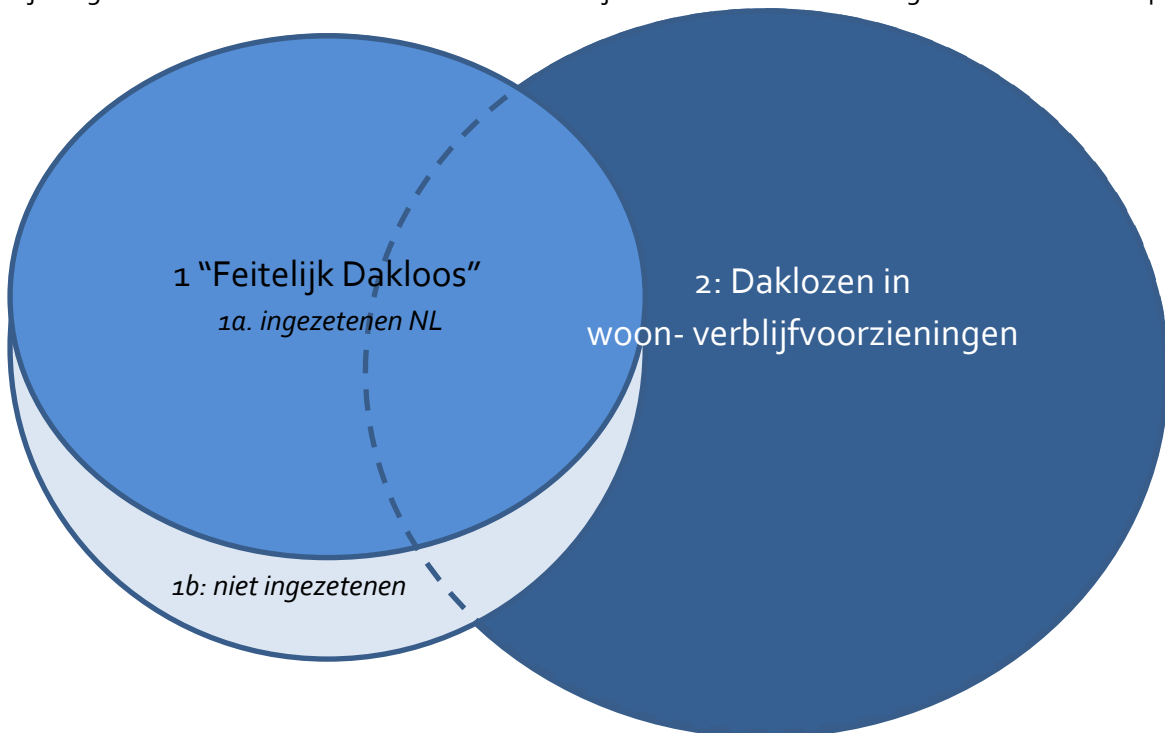 1 “Feitelijk Dakloos”
1a. ingezetenen NL
2: Daklozen in
woon- verblijfvoorzieningen
1b: niet ingezetenen